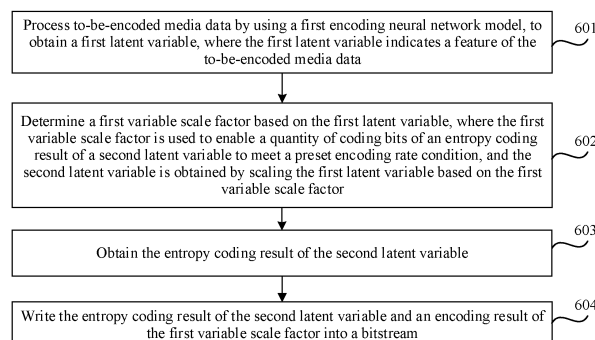 Process to-be-encoded media data by using a first encoding neural network model, to
obtain a first latent variable, where the first latent variable indicates a feature of the
to-be-encoded media data
601
Determine a first variable scale factor based on the first latent variable, where the first
variable scale factor is used to enable a quantity of coding bits of an entropy coding
result of a second latent variable to meet a preset encoding rate condition, and the
second latent variable is obtained by scaling the first latent variable based on the first
variable scale factor
602
Obtain the entropy coding result of the second latent variable
603
Write the entropy coding result of the second latent variable and an encoding result of
the first variable scale factor into a bitstream
604